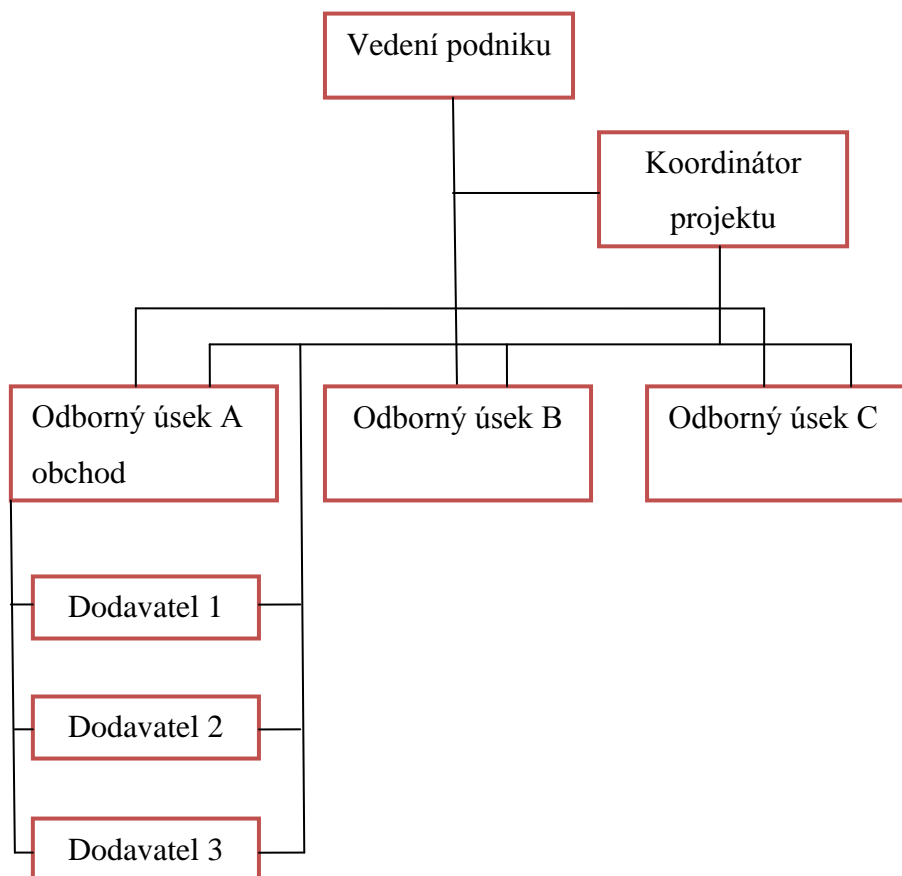 Vedení podniku
Koordinátor
projektu
Odborný úsek A
obchod
Odborný úsek B
Odborný úsek C
Dodavatel 1
Dodavatel 2
Dodavatel 3